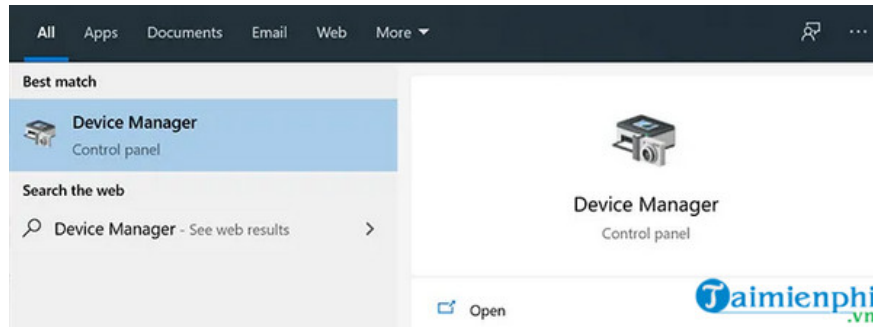 All Apps Documents Email Web More
Best match
Device Manager
Control panel
Search the web
Device Manager - See web results
Device Manager
Control panel
Open
Taimienphi
.vn